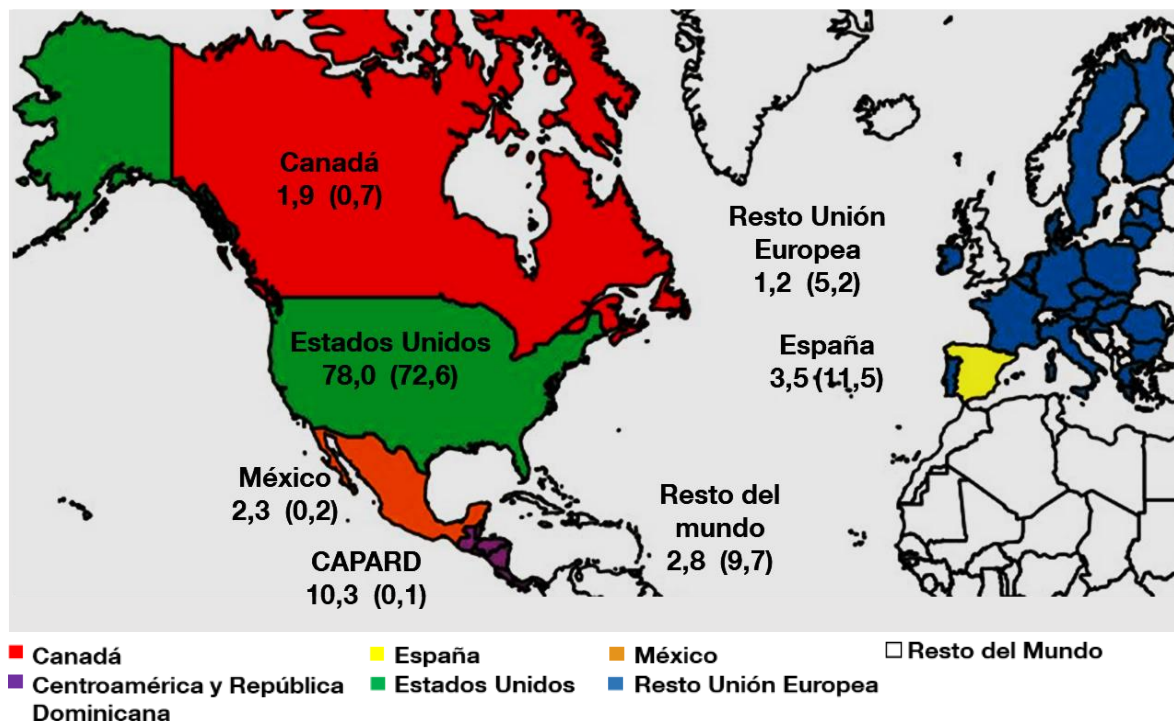 Canadá
1,9 (0,7)
Resto Unión
Europea
1,2 (5,2)
Estados Unidos
78,0 (72,6)
España
3,5 (11,5)
México
2,3 (0,2)
Resto del
mundo
2,8 (9,7)
CAPARD
10,3 (0,1)
Canadá
España
México
Resto del Mundo
Centroamérica y República
Dominicana
Estados Unidos
Resto Unión Europea